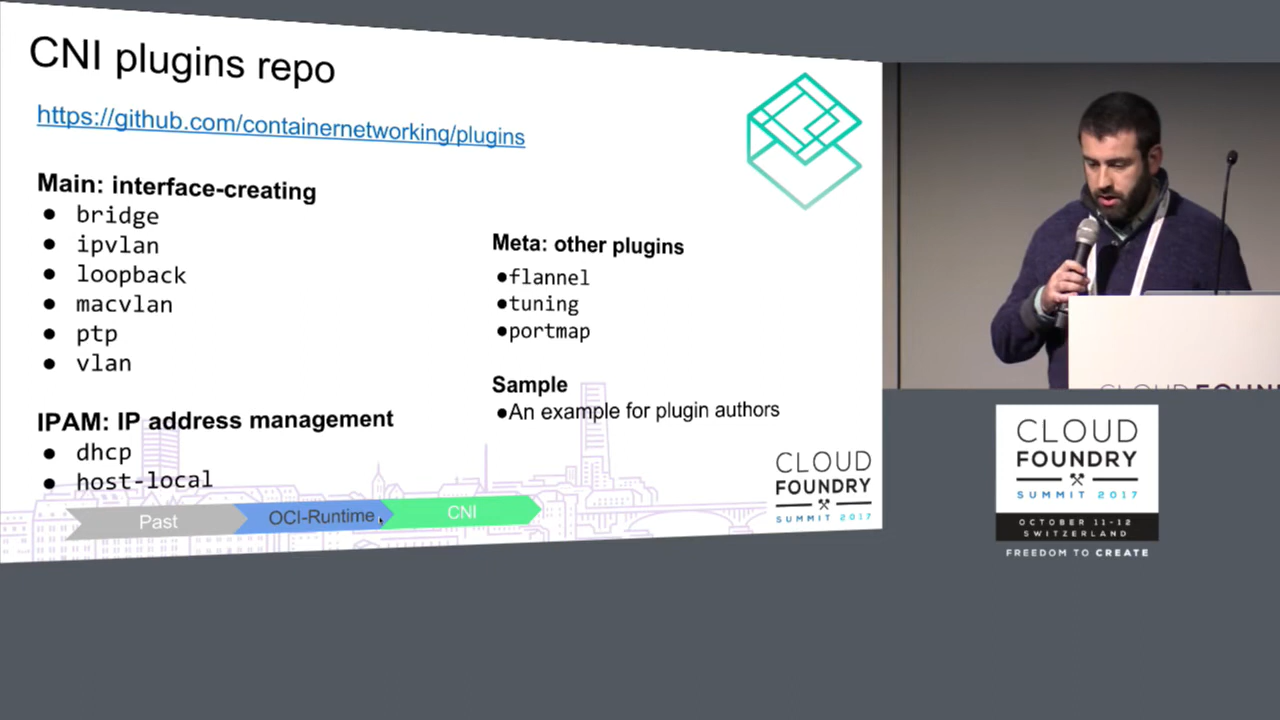 CNI plugins repo
https://github.com/containernetworking/plugins
Main: interface-creating
● bridge
● ipvlan
● loopback
● macvlan
● ptp
● vlan
IPAM: IP address management
● dhcp
● host-local
Meta: other plugins
●flannel
●tuning
●portmap
Sample
●An example for plugin authors
Past
OCI-Runtime
CNI
CLOUD
FOUNDRY
SUMMIT 2017
CLOUD FOUNDRY
CLOUD
FOUNDRY
SUMMIT 2017
OCTOBER 11-12
SWITZERLAND
FREEDOM TO CREATE